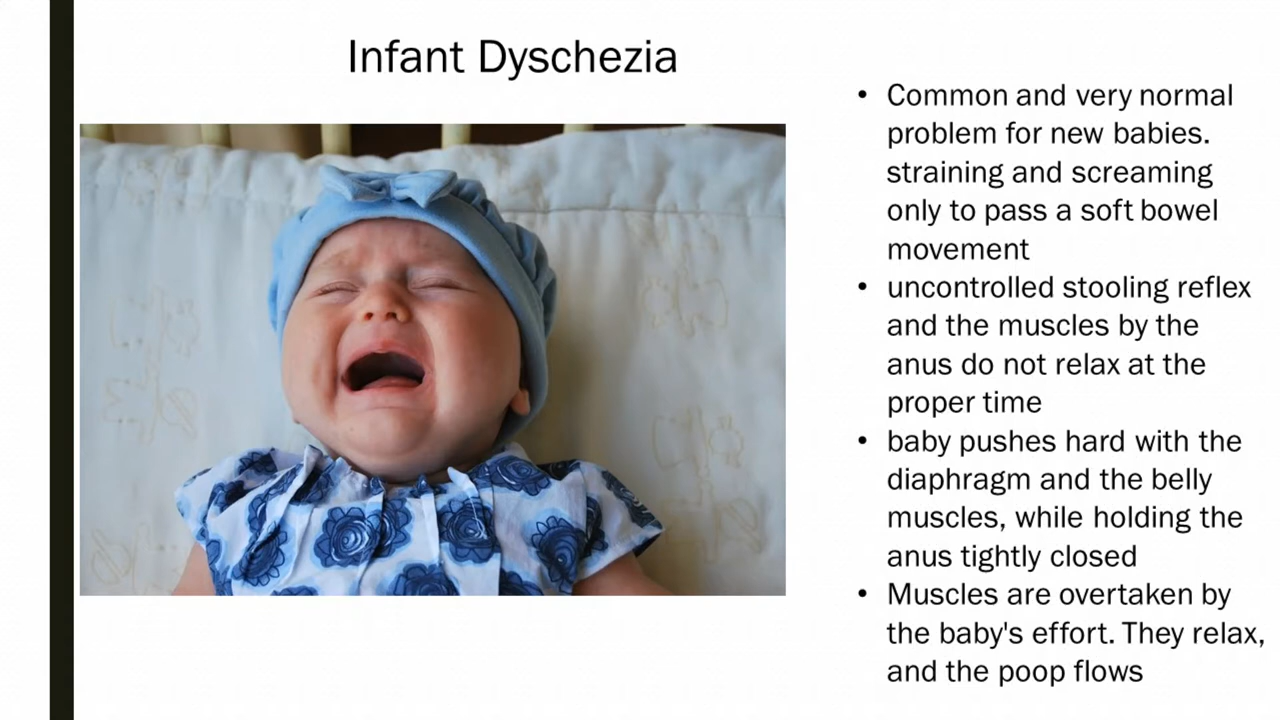 Infant Dyschezia
• Common and very normal
problem for new babies.
straining and screaming
only to pass a soft bowel
movement
• uncontrolled stooling reflex
and the muscles by the
anus do not relax at the
proper time
• baby pushes hard with the
diaphragm and the belly
muscles, while holding the
anus tightly closed
• Muscles are overtaken by
the baby's effort. They relax,
and the poop flows